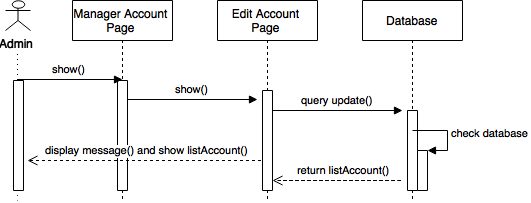 Admin
Manager Account
Page
Edit Account
Page
Database
show()
show()
query update()
check database
display message() and show listAccount()
return listAccount()